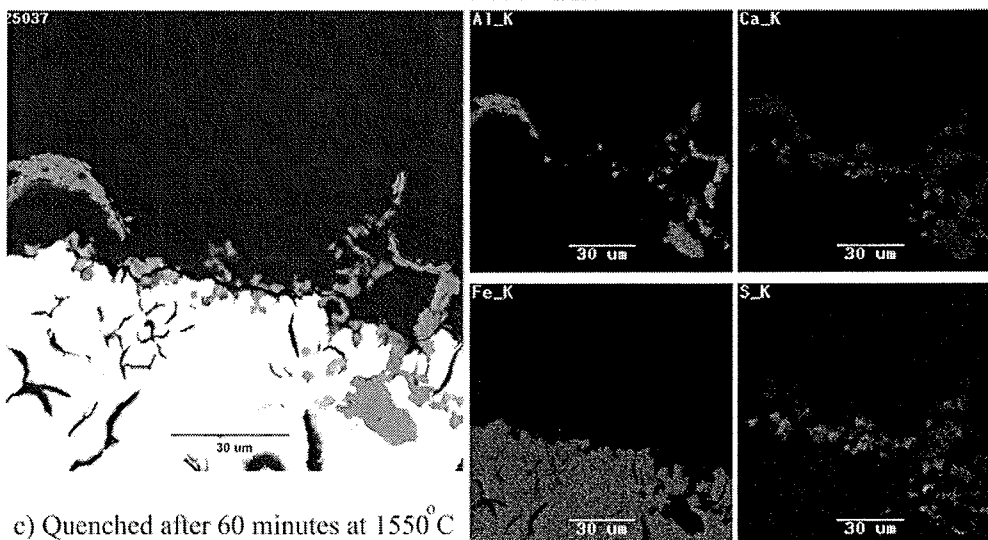 Z5037
Al_K
Ca_K
30 um
30 um
Fe_K
S_K
30 um
30 um
30 um
c) Quenched after 60 minutes at 1550°C